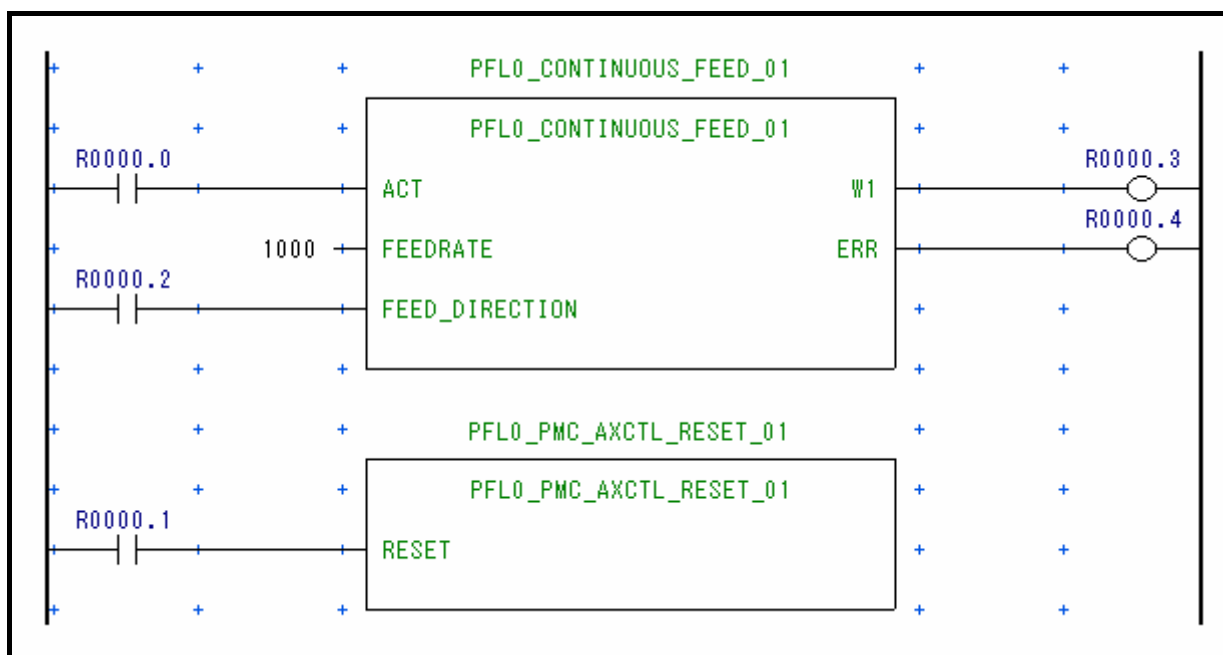 PFL0_CONTINUOUS_FEED_01
PFL0_CONTINUOUS_FEED_01
R0000.0
R0000.3
ACT
W1
R0000.4
1000
FEEDRATE
ERR
R0000.2
FEED_DIRECTION
PFL0_PMC_AXCTL_RESET_01
PFL0_PMC_AXCTL_RESET_01
R0000.1
RESET